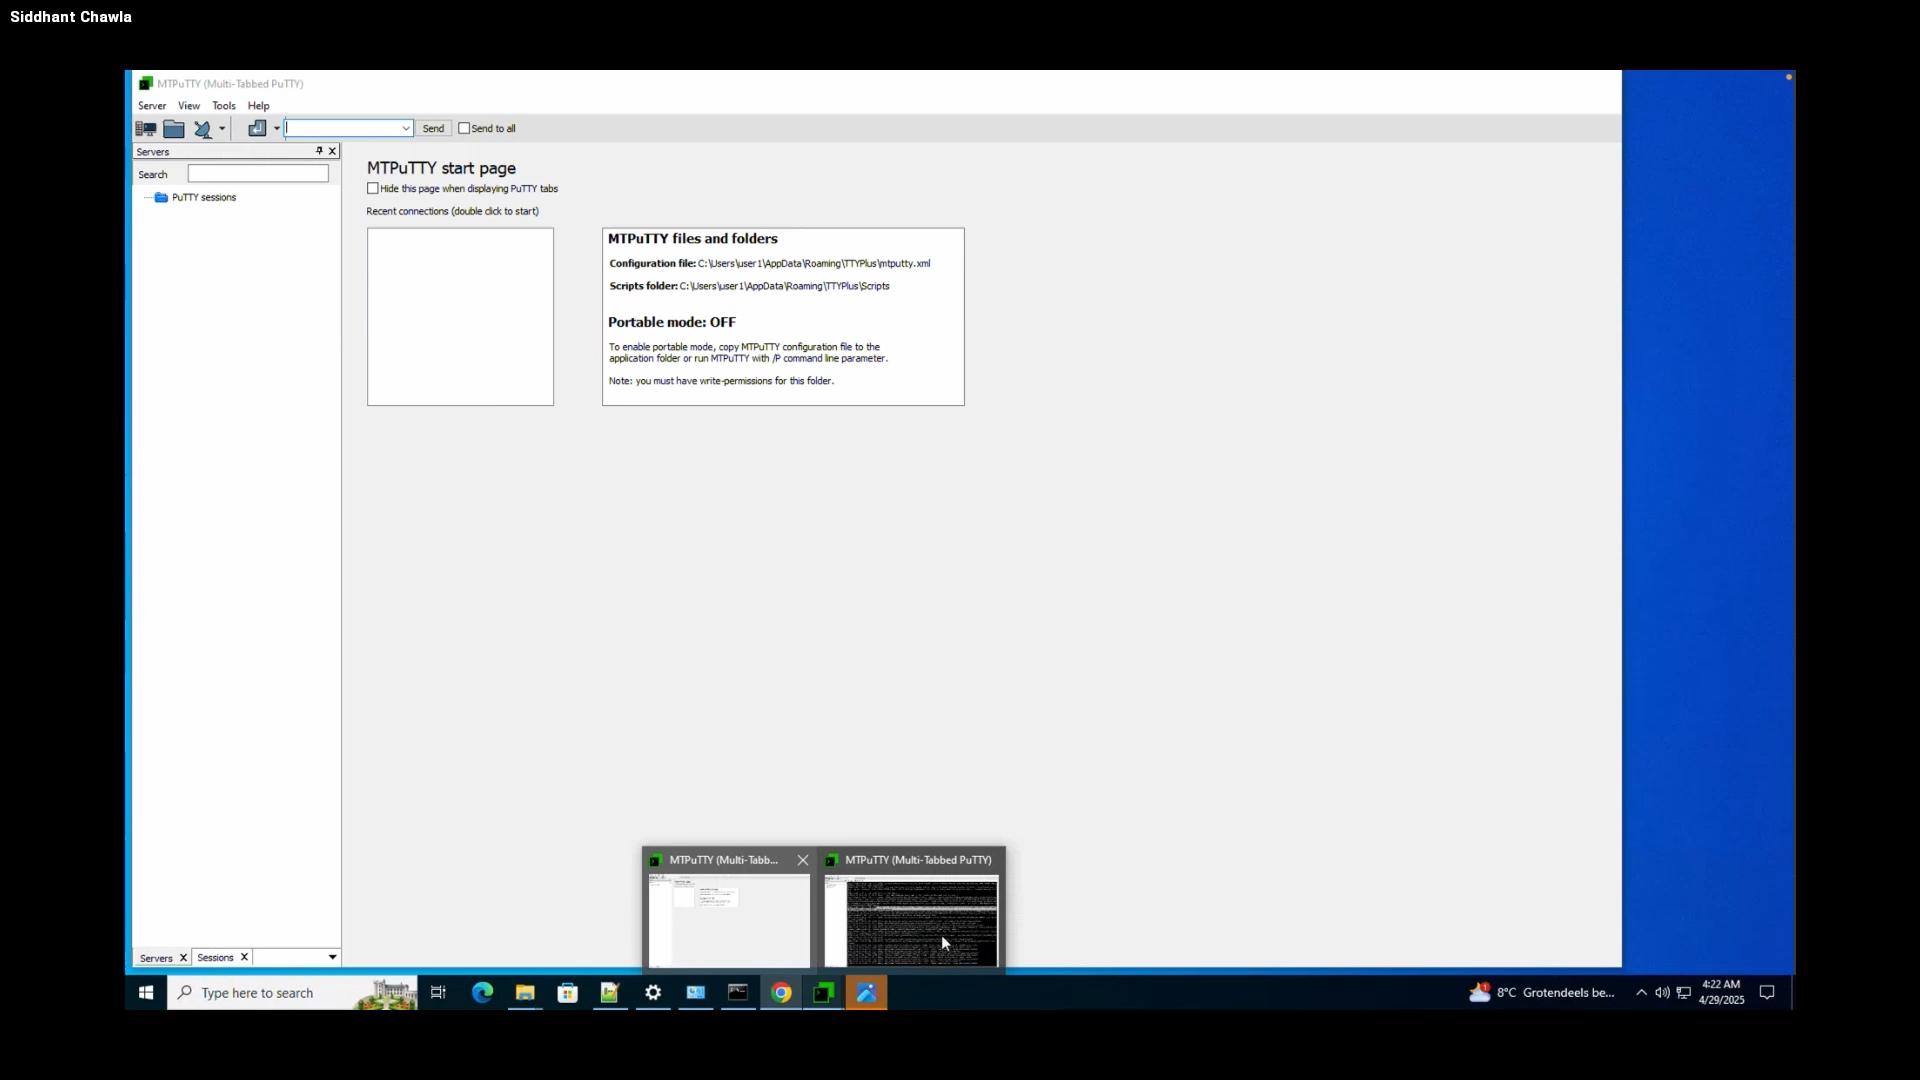 Siddhant Chawla
MTPuTTY (Multi-Tabbed PuTTY)
Server View Tools Help
Send Send to all
Servers
Search
PuTTY sessions
MTPuTTY start page
Hide this page when displaying PuTTY tabs
Recent connections (double click to start)
MTPuTTY files and folders
Configuration file: C:\Users\user1\AppData\Roaming\TTYPlus\mtputty.xml
Scripts folder: C:\Users\user1\AppData\Roaming\TTYPlus\Scripts
Portable mode: OFF
To enable portable mode, copy MTPuTTY configuration file to the
application folder or run MTPuTTY with /P command line parameter.
Note: you must have write-permissions for this folder.
MTPuTTY (Multi-Tabb... MTPuTTY (Multi-Tabbed PuTTY)
Servers Sessions
Type here to search
8°C Grotendeels be...
4:22 AM
4/29/2025